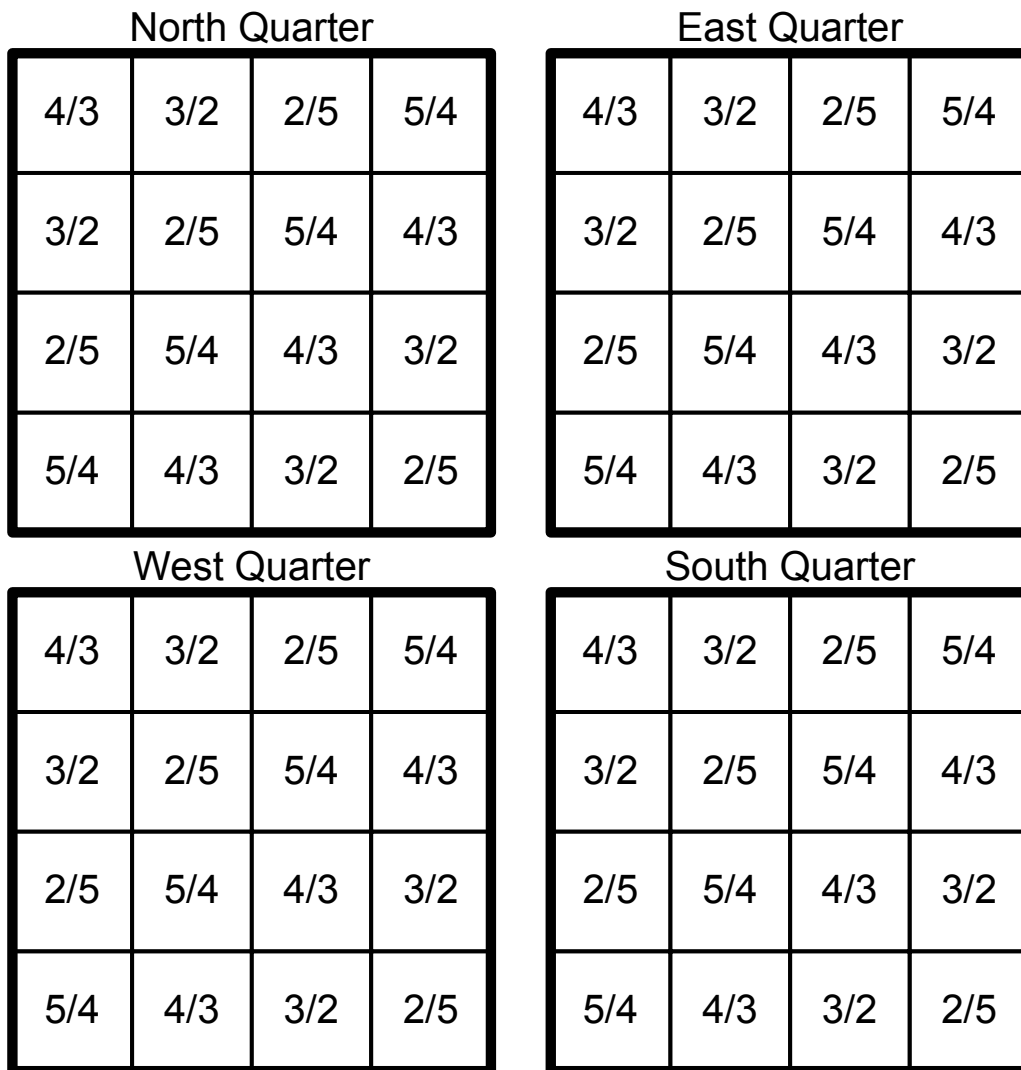 North Quarter
4/3 3/2 2/5 5/4
3/2 2/5 5/4 4/3
2/5 5/4 4/3 3/2
5/4 4/3 3/2 2/5
East Quarter
4/3 3/2 2/5 5/4
3/2 2/5 5/4 4/3
2/5 5/4 4/3 3/2
5/4 4/3 3/2 2/5
West Quarter
4/3 3/2 2/5 5/4
3/2 2/5 5/4 4/3
2/5 5/4 4/3 3/2
5/4 4/3 3/2 2/5
South Quarter
4/3 3/2 2/5 5/4
3/2 2/5 5/4 4/3
2/5 5/4 4/3 3/2
5/4 4/3 3/2 2/5